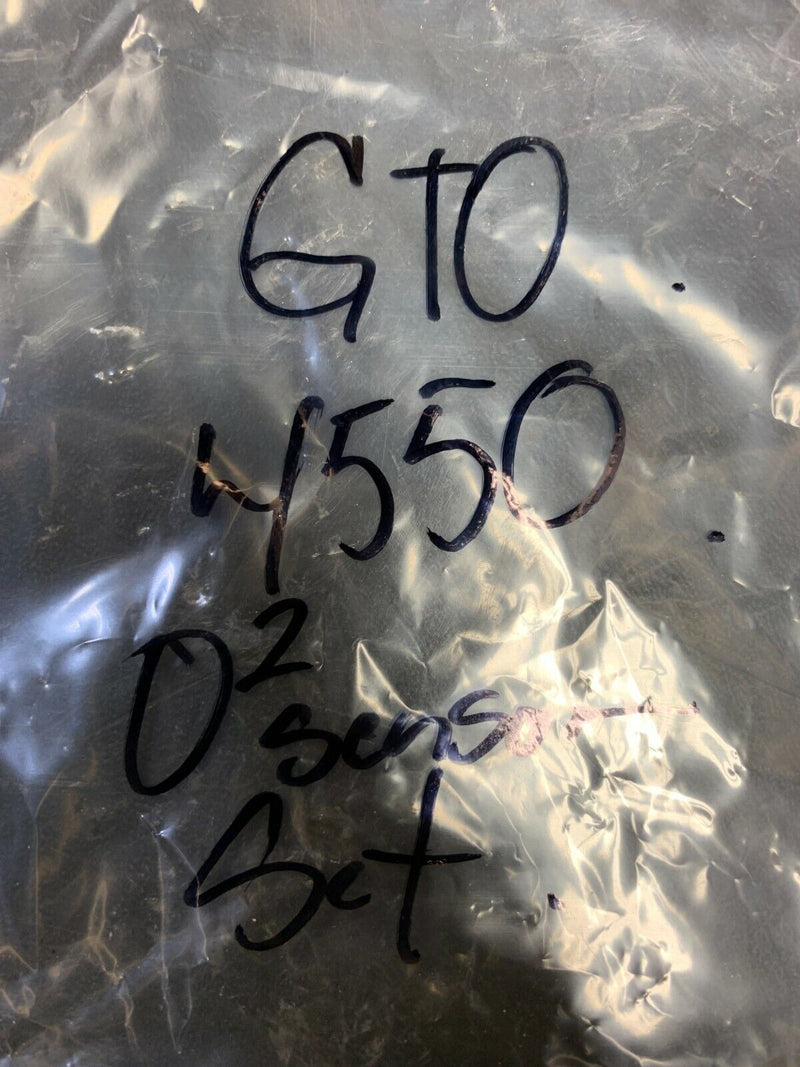 GTO
4550
O2 sensor
Set